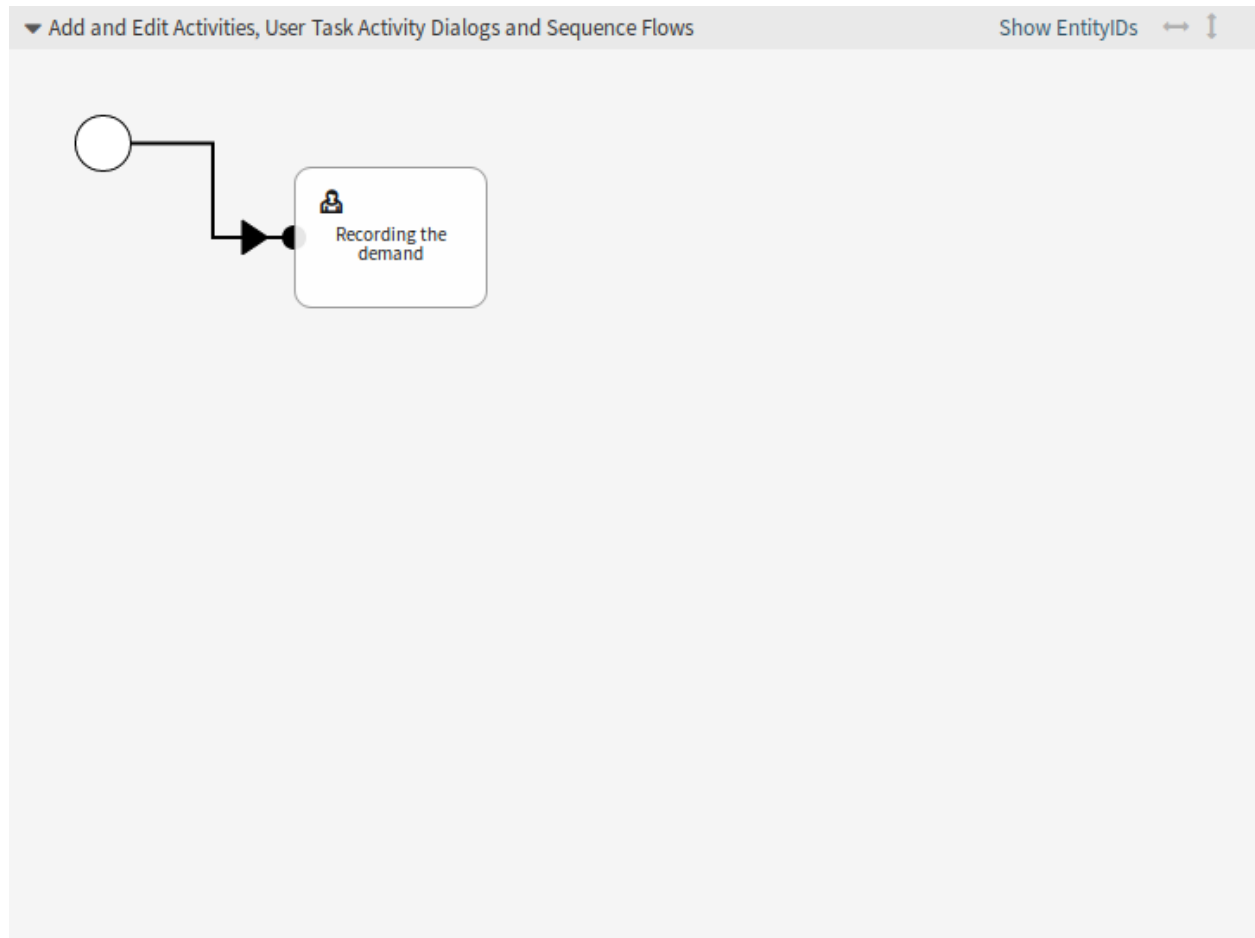 Add and Edit Activities, User Task Activity Dialogs and Sequence Flows
Show EntityIDs
Recording the
demand